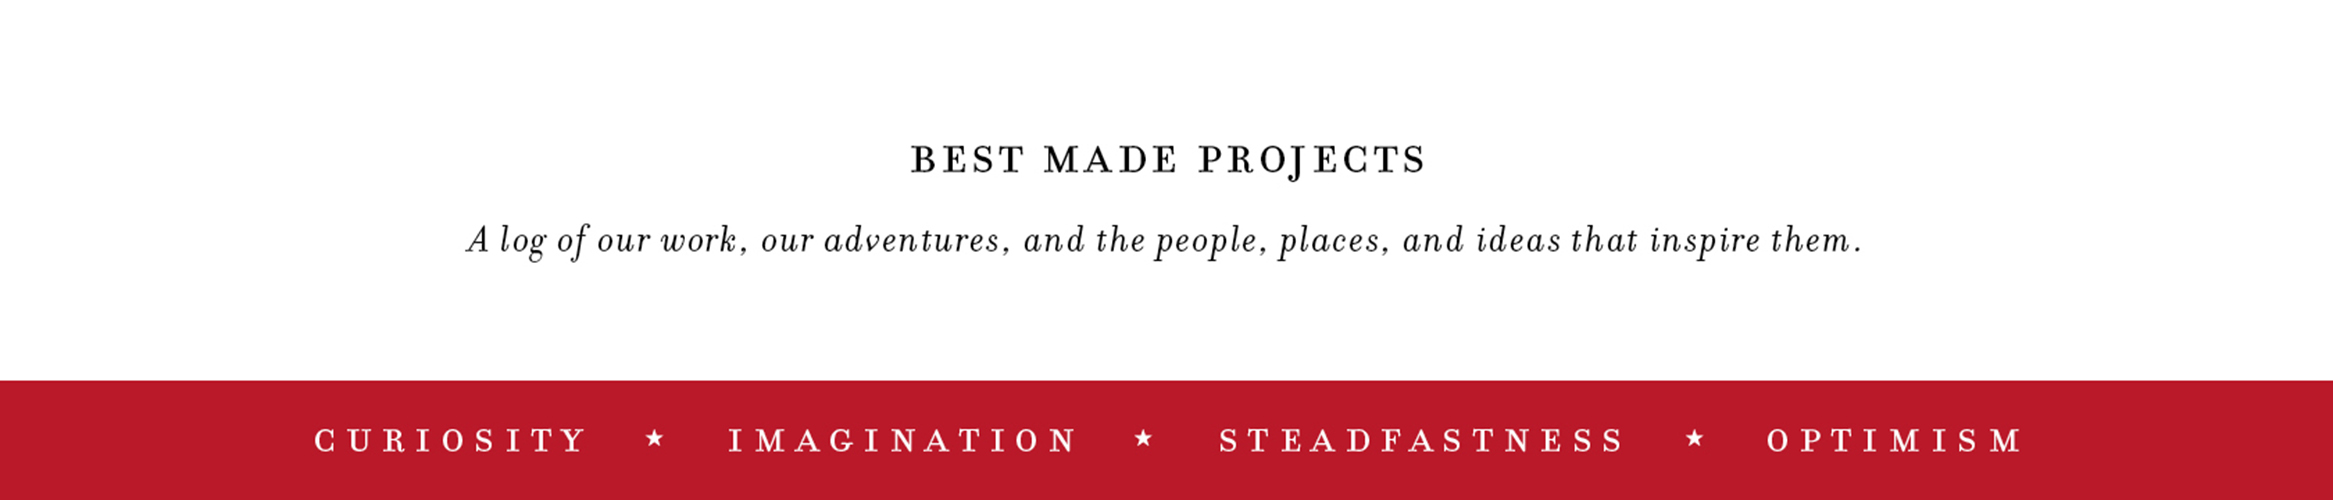 BEST MADE PROJECTS
A log of our work, our adventures, and the people, places, and ideas that inspire them.
CURIOSITY ★ IMAGINATION ★ STEADFASTNESS ★ OPTIMISM